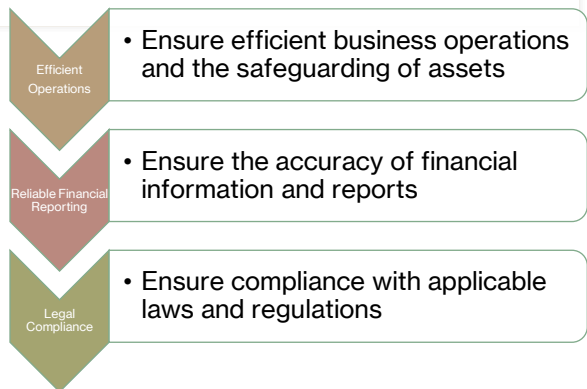 Efficient
Operations
• Ensure efficient business operations
and the safeguarding of assets
Reliable Financial
Reporting
• Ensure the accuracy of financial
information and reports
Legal
Compliance
• Ensure compliance with applicable
laws and regulations